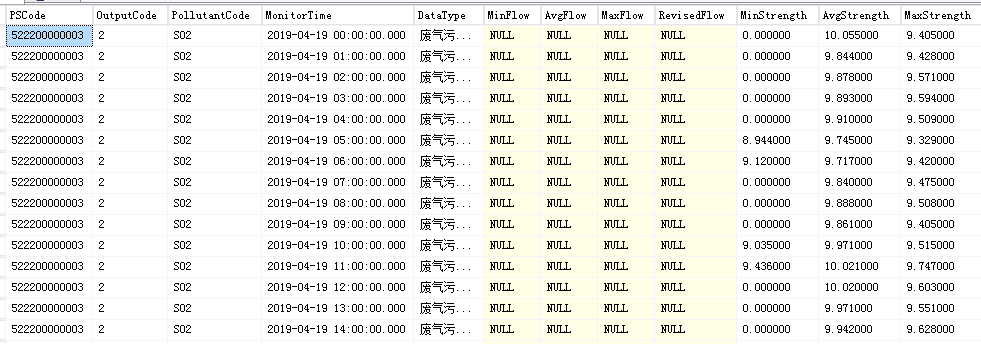 PSCode OutputCode PollutantCode MonitorTime DataType MinFlow AvgFlow MaxFlow RevisedFlow MinStrength AvgStrength MaxStrength
522200000003 2 S02 2019-04-19 00:00:00.000 废气污... NULL NULL NULL NULL 0.000000 10.055000 9.405000
522200000003 2 S02 2019-04-19 01:00:00.000 废气污... NULL NULL NULL NULL 0.000000 9.844000 9.428000
522200000003 2 S02 2019-04-19 02:00:00.000 废气污... NULL NULL NULL NULL 0.000000 9.878000 9.571000
522200000003 2 S02 2019-04-19 03:00:00.000 废气污... NULL NULL NULL NULL 0.000000 9.893000 9.594000
522200000003 2 S02 2019-04-19 04:00:00.000 废气污... NULL NULL NULL NULL 0.000000 9.910000 9.509000
522200000003 2 S02 2019-04-19 05:00:00.000 废气污... NULL NULL NULL NULL 8.944000 9.745000 9.329000
522200000003 2 S02 2019-04-19 06:00:00.000 废气污... NULL NULL NULL NULL 9.120000 9.717000 9.420000
522200000003 2 S02 2019-04-19 07:00:00.000 废气污... NULL NULL NULL NULL 0.000000 9.840000 9.475000
522200000003 2 S02 2019-04-19 08:00:00.000 废气污... NULL NULL NULL NULL 0.000000 9.888000 9.508000
522200000003 2 S02 2019-04-19 09:00:00.000 废气污... NULL NULL NULL NULL 0.000000 9.861000 9.405000
522200000003 2 S02 2019-04-19 10:00:00.000 废气污... NULL NULL NULL NULL 9.035000 9.971000 9.515000
522200000003 2 S02 2019-04-19 11:00:00.000 废气污... NULL NULL NULL NULL 9.436000 10.021000 9.747000
522200000003 2 S02 2019-04-19 12:00:00.000 废气污... NULL NULL NULL NULL 0.000000 10.020000 9.603000
522200000003 2 S02 2019-04-19 13:00:00.000 废气污... NULL NULL NULL NULL 0.000000 9.971000 9.551000
522200000003 2 S02 2019-04-19 14:00:00.000 废气污... NULL NULL NULL NULL 0.000000 9.942000 9.628000